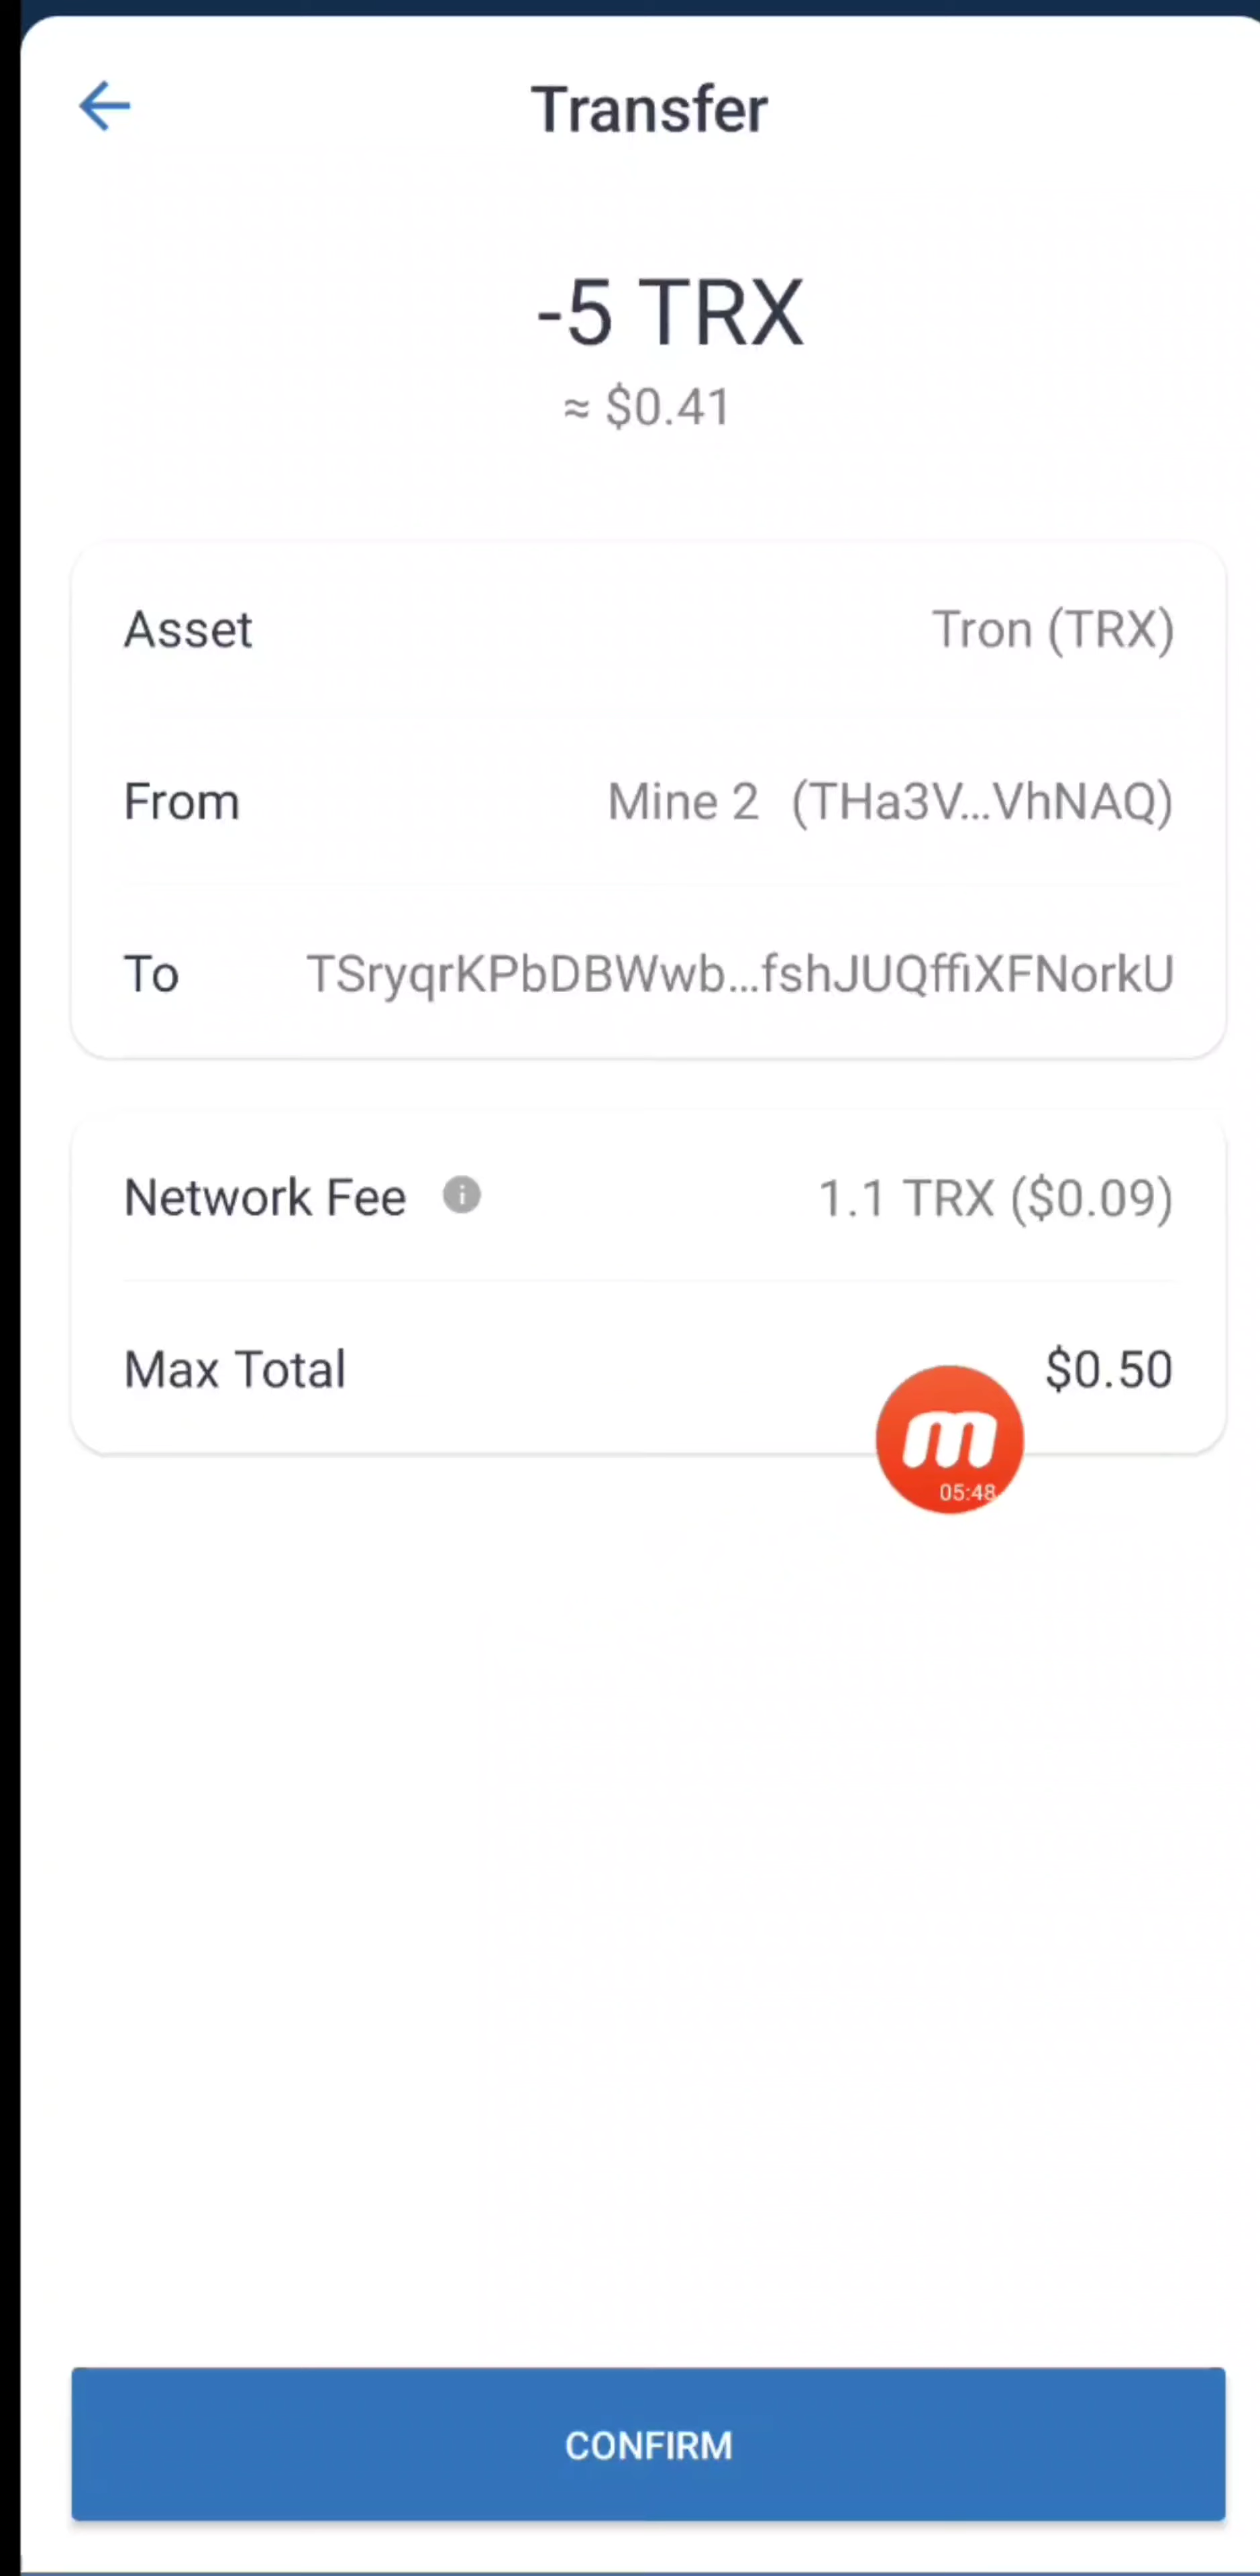 Transfer
-5 TRX
≈ $0.41
Asset Tron (TRX)
From Mine 2 (THa3V...VhNAQ)
To TSryqrKPbDBWwb...fshJUQffiXFNorkU
Network Fee i 1.1 TRX ($0.09)
Max Total $0.50
m
05:48
CONFIRM